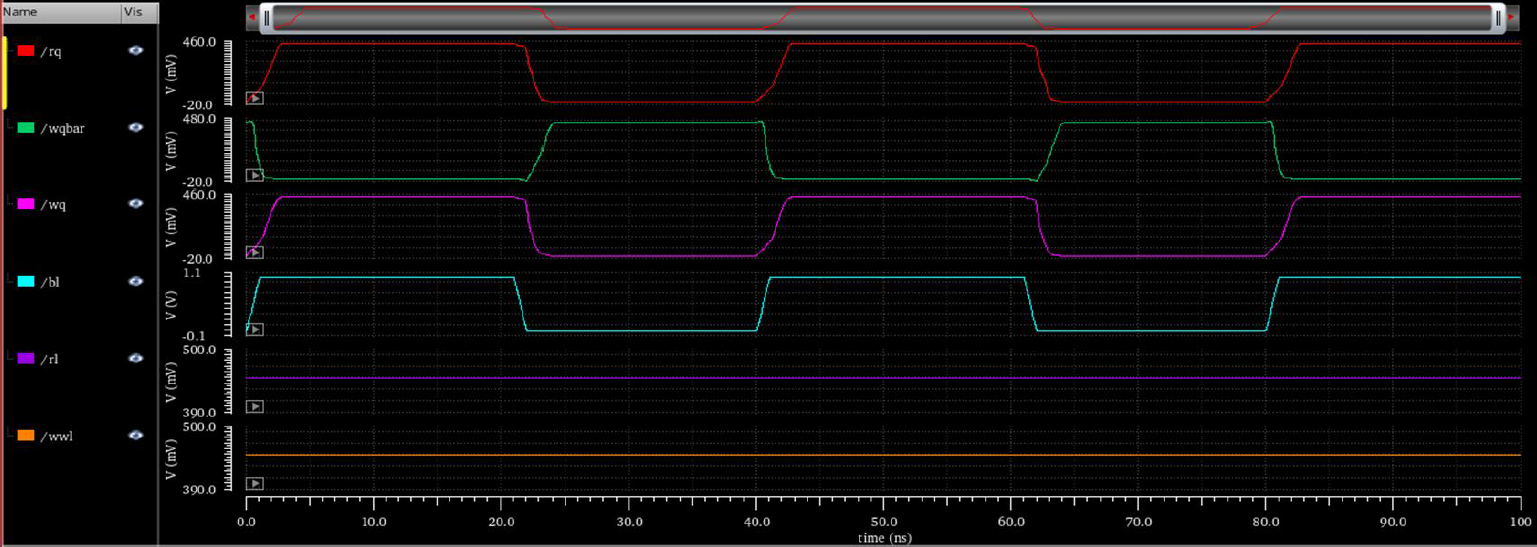 Name Vis
/rq
460.0
V (mV)
-20.0
/wqbar
480.0
V (mV)
-20.0
/wq
460.0
V (mV)
-20.0
/bl
1.1
V (V)
-0.1
/rl
500.0
V (mV)
390.0
/wwl
500.0
V (mV)
390.0
0.0 10.0 20.0 30.0 40.0 50.0 60.0 70.0 80.0 90.0 100
time (ns)